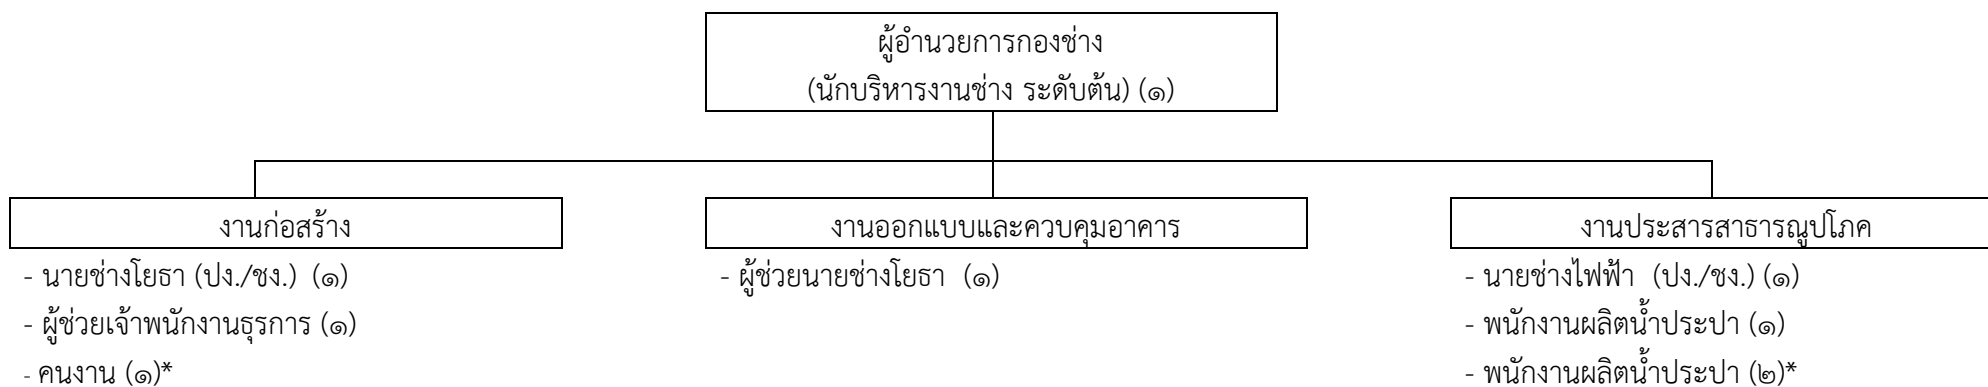 ผู้อำนวยการกองช่าง
(นักบริหารงานช่าง ระดับต้น) (๑)
งานก่อสร้าง
- นายช่างโยธา (ปง./ชง.) (๑)
- ผู้ช่วยเจ้าพนักงานธุรการ (๑)
- คนงาน (๑)*
งานออกแบบและควบคุมอาคาร
- ผู้ช่วยนายช่างโยธา (๑)
งานประสารสาธารณูปโภค
- นายช่างไฟฟ้า (ปง./ชง.) (๑)
- พนักงานผลิตน้ำประปา (๑)
- พนักงานผลิตน้ำประปา (๒)*